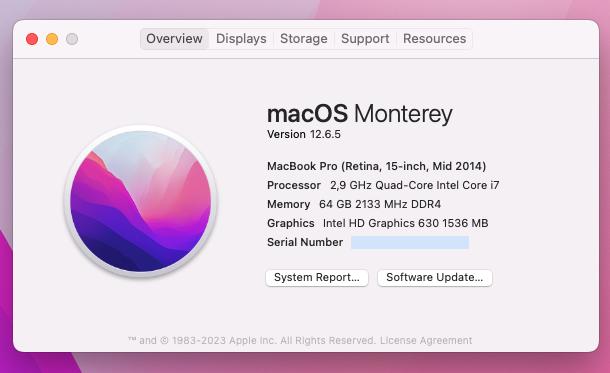 Overview Displays Storage Support Resources
macOS Monterey
Version 12.6.5
MacBook Pro (Retina, 15-inch, Mid 2014)
Processor 2,9 GHz Quad-Core Intel Core i7
Memory 64 GB 2133 MHz DDR4
Graphics Intel HD Graphics 630 1536 MB
Serial Number
System Report... Software Update...
™ and © 1983-2023 Apple Inc. All Rights Reserved. License Agreement